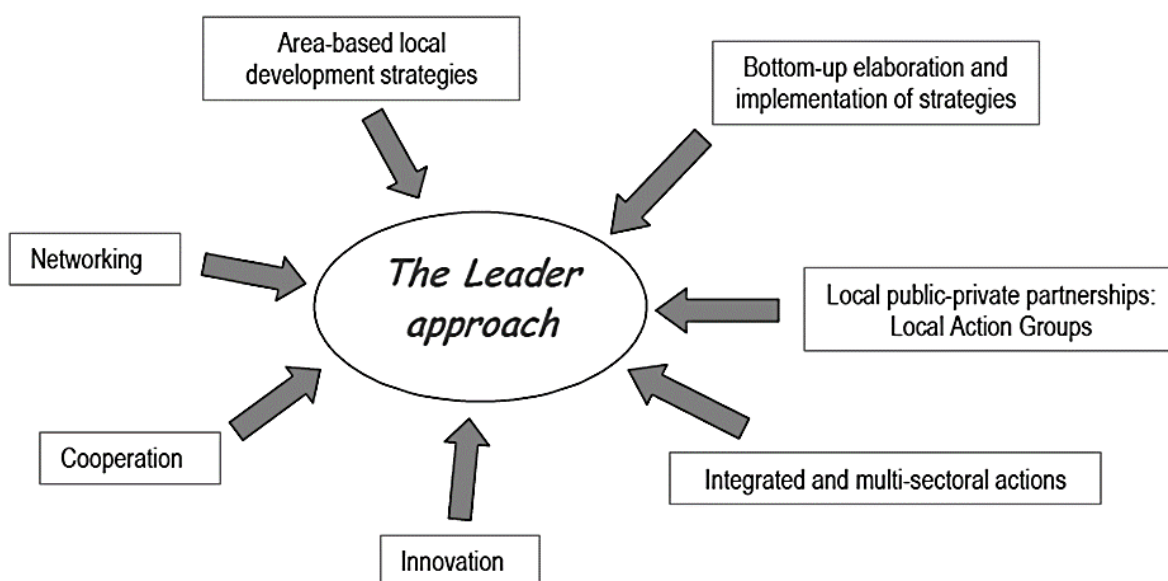 Area-based local
development strategies
Bottom-up elaboration and
implementation of strategies
Networking
The Leader
approach
Local public-private partnerships:
Local Action Groups
Cooperation
Integrated and multi-sectoral actions
Innovation